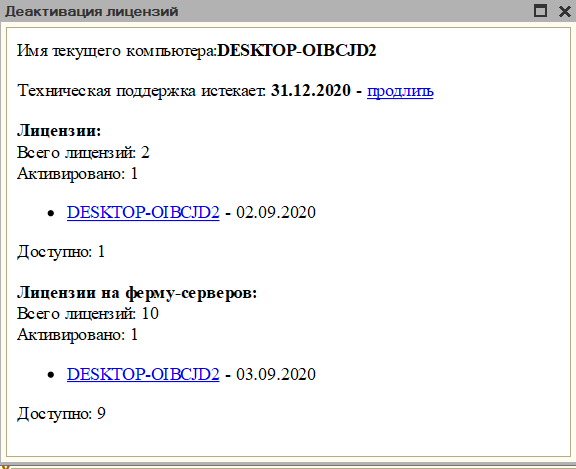 Деактивация лицензий
Имя текущего компьютера:DESKTOP-OIBCJD2
Техническая поддержка истекает: 31.12.2020 - продлить
Лицензии:
Всего лицензий: 2
Активировано: 1
• DESKTOP-OIBCJD2 - 02.09.2020
Доступно: 1
Лицензии на ферму-серверов:
Всего лицензий: 10
Активировано: 1
• DESKTOP-OIBCJD2 - 03.09.2020
Доступно: 9